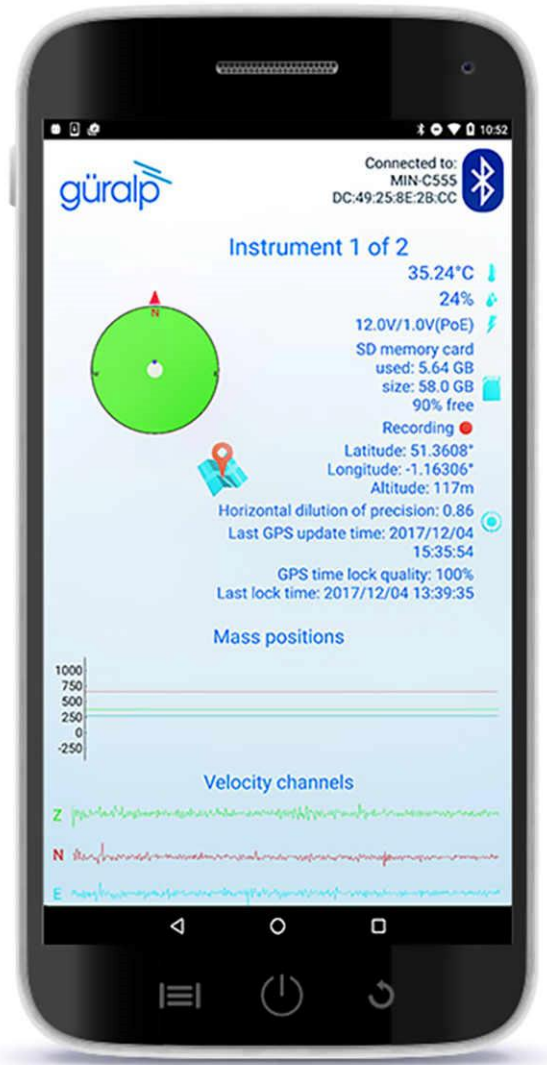 10:52
güralp
Connected to:
MIN-C555
DC:49:25:8E:2B:CC
Instrument 1 of 2
35.24°C
24%
12.0V/1.0V(PoE)
SD memory card
used: 5.64 GB
size: 58.0 GB
90% free
Recording
N
Latitude: 51.3608°
Longitude: -1.16306°
Altitude: 117m
Horizontal dilution of precision: 0.86
Last GPS update time: 2017/12/04
15:35:54
GPS time lock quality: 100%
Last lock time: 2017/12/04 13:39:35
Mass positions
1000
750
500
250
0
-250
Velocity channels
Z
N
E